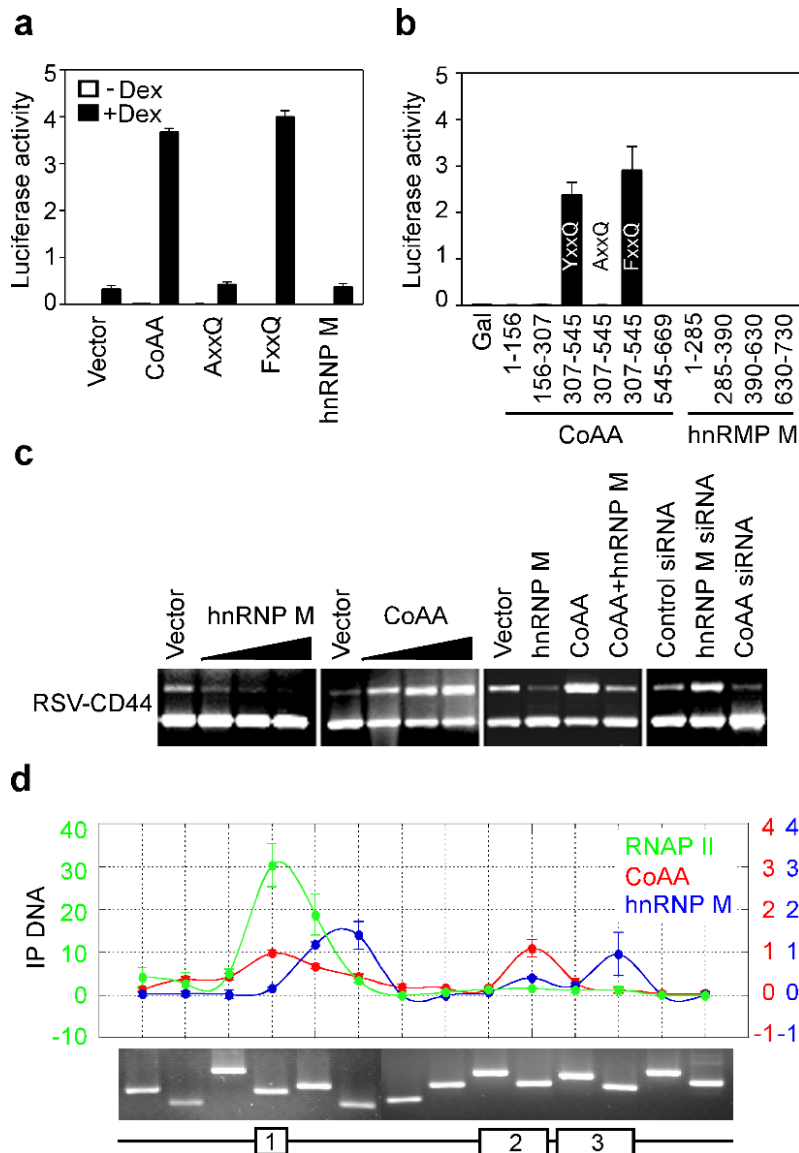 a
Luciferase activity
5
4
3
2
1
0
- Dex
+Dex
Vector
CoAA
AxxQ
FxxQ
hnRNP M
b
Luciferase activity
5
4
3
2
1
0
YxxQ
AxxQ
FxxQ
Gal
1-156
156-307
307-545
307-545
307-545
545-669
1-285
285-390
390-630
630-730
CoAA
hnRMP M
c
Vector
hnRNP M
Vector
CoAA
Vector
hnRNP M
CoAA
CoAA+hnRNP M
Control siRNA
hnRNP M siRNA
CoAA siRNA
RSV-CD44
d
IP DNA
40
30
20
10
0
-10
RNAP II
CoAA
hnRNP M
4
3
2
1
0
-1
4
3
2
1
0
-1
1
2
3